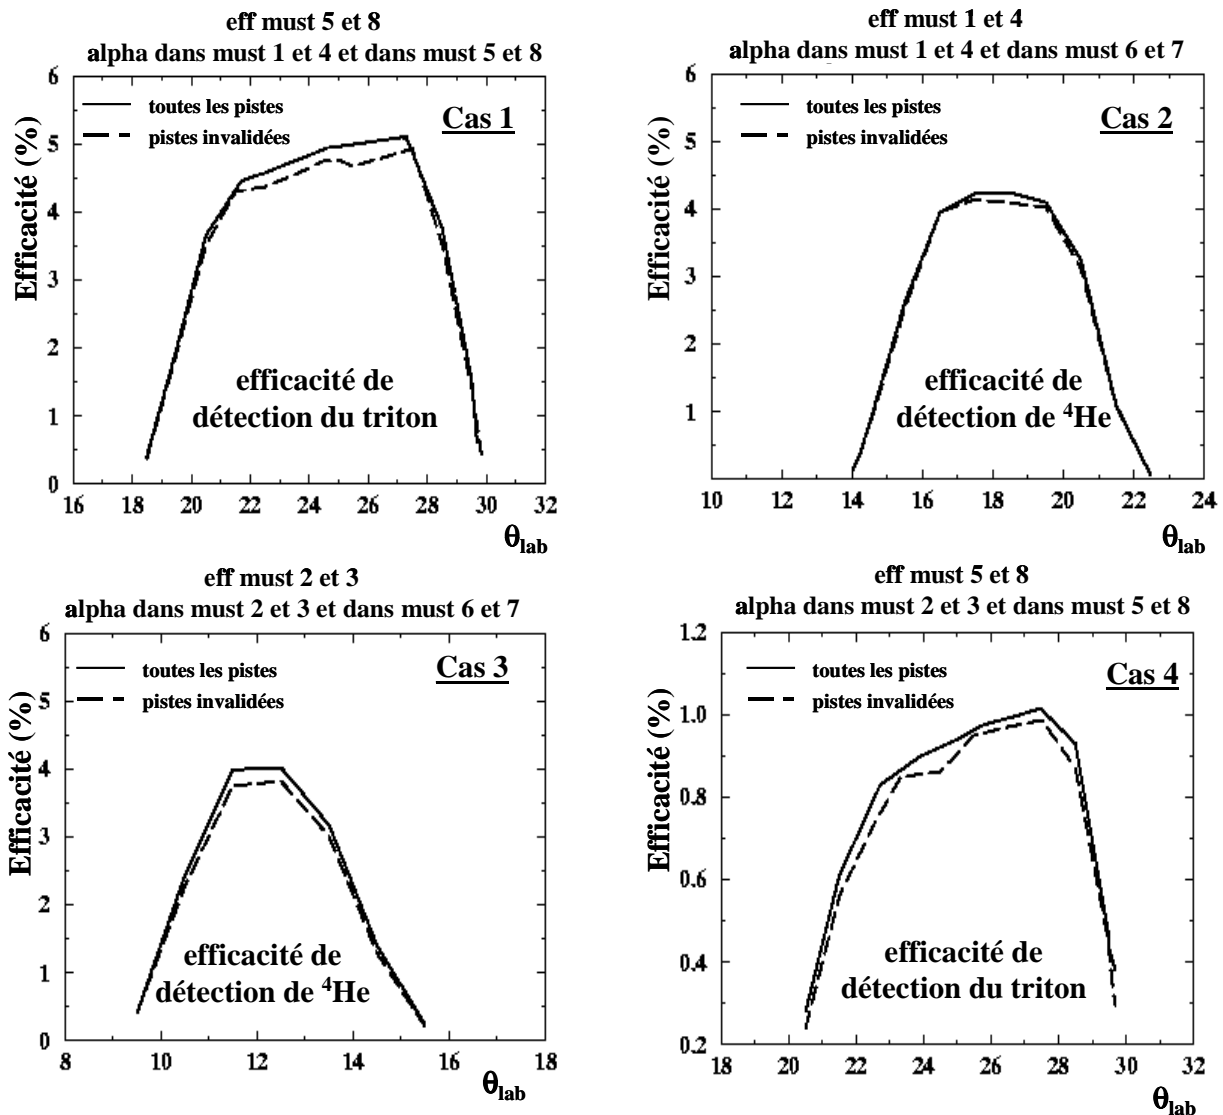 eff must 5 et 8
alpha dans must 1 et 4 et dans must 5 et 8
6
5
4
3
2
1
0
Efficacité (%)
toutes les pistes
pistes invalidées
Cas 1
efficacité de
détection du triton
16 18 20 22 24 26 28 30 32
θlab
eff must 1 et 4
alpha dans must 1 et 4 et dans must 6 et 7
6
5
4
3
2
1
Efficacité (%)
toutes les pistes
pistes invalidées
Cas 2
efficacité de
détection de ⁴He
10 12 14 16 18 20 22 24
θlab
eff must 2 et 3
alpha dans must 2 et 3 et dans must 6 et 7
6
5
4
3
2
1
0
Efficacité (%)
toutes les pistes
pistes invalidées
Cas 3
efficacité de
détection de ⁴He
8 10 12 14 16 18
θlab
eff must 5 et 8
alpha dans must 2 et 3 et dans must 5 et 8
1.2
1.0
0.8
0.6
0.4
0.2
Efficacité (%)
toutes les pistes
pistes invalidées
Cas 4
efficacité de
détection du triton
18 20 22 24 26 28 30 32
θlab